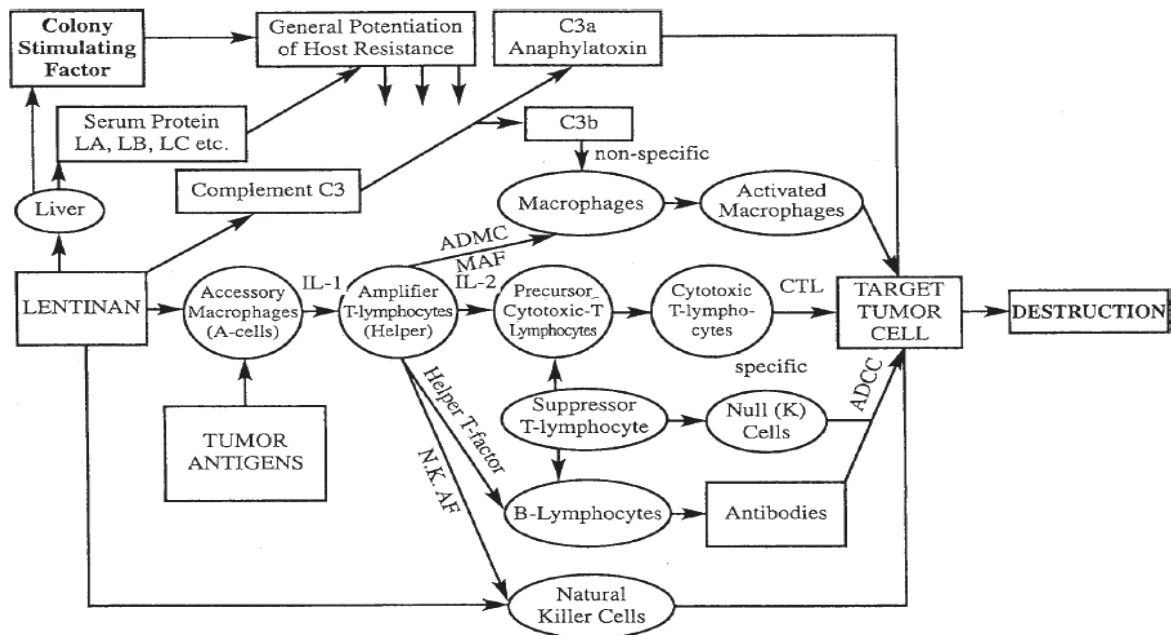 Colony
Stimulating
Factor
General Potentiation
of Host Resistance
C3a
Anaphylatoxin
Serum Protein
LA, LB, LC etc.
C3b
non-specific
Complement C3
Liver
Macrophages
Activated
Macrophages
ADMC
MAF
LENTINAN
Accessory
Macrophages
(A-cells)
IL-1
Amplifier
T-lymphocytes
(Helper)
IL-2
Precursor
Cytotoxic-T
Lymphocytes
Cytotoxic
T-lympho-
cytes
CTL
TARGET
TUMOR
CELL
DESTRUCTION
specific
TUMOR
ANTIGENS
Helper T-factor
N.K. AF
Suppressor
T-lymphocyte
Null (K)
Cells
ADCC
B-Lymphocytes
Antibodies
Natural
Killer Cells